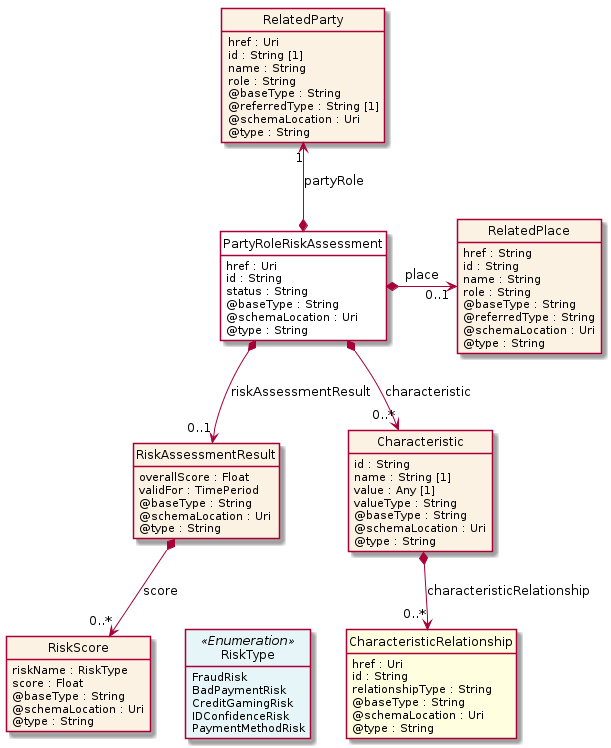 RelatedParty
href : Uri
id : String [1]
name : String
role : String
@baseType : String
@referredType : String [1]
@schemaLocation : Uri
@type : String
1
partyRole
PartyRoleRiskAssessment
href : Uri
id : String
status : String
@baseType : String
@schemaLocation : Uri
@type : String
place
0..1
RelatedPlace
href : String
id : String
name : String
role : String
@baseType : String
@referredType : String
@schemaLocation : Uri
@type : String
riskAssessmentResult
0..1
characteristic
0..*
RiskAssessmentResult
overallScore : Float
validFor : TimePeriod
@baseType : String
@schemaLocation : Uri
@type : String
Characteristic
id : String
name : String [1]
value : Any [1]
valueType : String
@baseType : String
@schemaLocation : Uri
@type : String
score
0..*
characteristicRelationship
0..*
RiskScore
riskName : RiskType
score : Float
@baseType : String
@schemaLocation : Uri
@type : String
«Enumeration»
RiskType
FraudRisk
BadPaymentRisk
CreditGamingRisk
IDConfidenceRisk
PaymentMethodRisk
CharacteristicRelationship
href : Uri
id : String
relationshipType : String
@baseType : String
@schemaLocation : Uri
@type : String